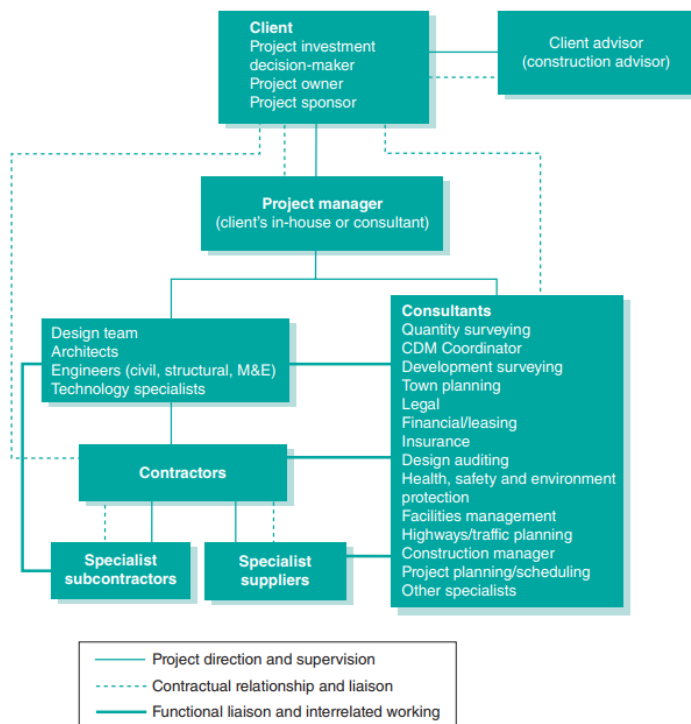 Client
Project investment
decision-maker
Project owner
Project sponsor
Client advisor
(construction advisor)
Project manager
(client's in-house or consultant)
Design team
Architects
Engineers (civil, structural, M&E)
Technology specialists
Consultants
Quantity surveying
CDM Coordinator
Development surveying
Town planning
Legal
Financial/leasing
Insurance
Design auditing
Health, safety and environment
protection
Facilities management
Highways/traffic planning
Construction manager
Project planning/scheduling
Other specialists
Contractors
Specialist
subcontractors
Specialist
suppliers
Project direction and supervision
Contractual relationship and liaison
Functional liaison and interrelated working